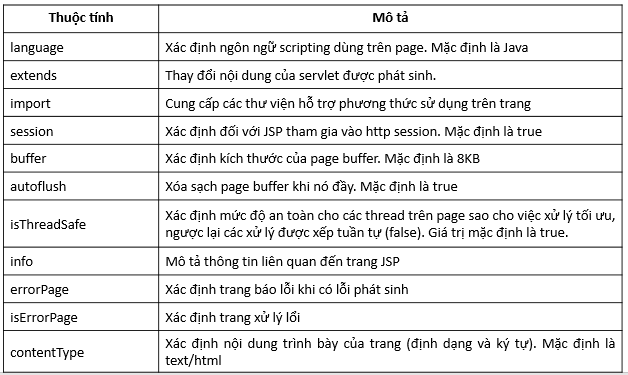 Thuộc tính Mô tả
language Xác định ngôn ngữ scripting dùng trên page. Mặc định là Java
extends Thay đổi nội dung của servlet được phát sinh.
import Cung cấp các thư viện hỗ trợ phương thức sử dụng trên trang
session Xác định đối với JSP tham gia vào http session. Mặc định là true
buffer Xác định kích thước của page buffer. Mặc định là 8KB
autoflush Xóa sạch page buffer khi nó đầy. Mặc định là true
isThreadSafe Xác định mức độ an toàn cho các thread trên page sao cho việc xử lý tối ưu,
ngược lại các xử lý được xếp tuần tự (false). Giá trị mặc định là true.
info Mô tả thông tin liên quan đến trang JSP
errorPage Xác định trang báo lỗi khi có lỗi phát sinh
isErrorPage Xác định trang xử lý lổi
contentType Xác định nội dung trình bày của trang (định dạng và ký tự). Mặc định là
text/html